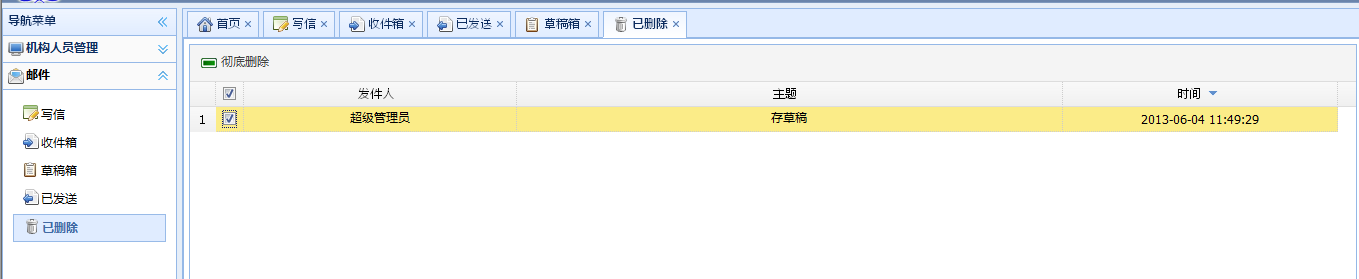 导航菜单
机构人员管理
邮件
写信
收件箱
草稿箱
已发送
已删除
首页 写信 收件箱 已发送 草稿箱 已删除
彻底删除
发件人 主题 时间
1 超级管理员 存草稿 2013-06-04 11:49:29